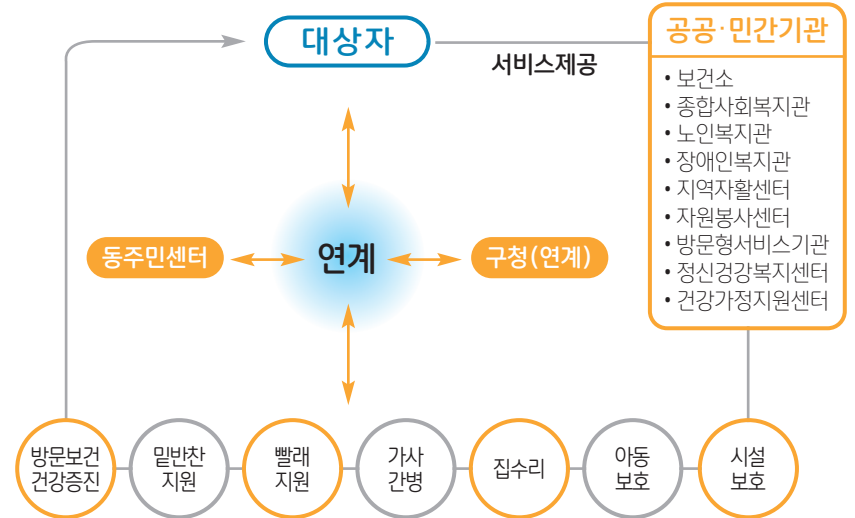 대상자
서비스제공
공공·민간기관
• 보건소
• 종합사회복지관
• 노인복지관
• 장애인복지관
• 지역자활센터
• 자원봉사센터
• 방문형서비스기관
• 정신겅강복지센터
• 건강가정지원센터
동주민센터
연계
구청(연계)
방문보건
건강증진
밑반찬
지원
빨래
지원
가사
간병
집수리
아동
보호
시설
보호